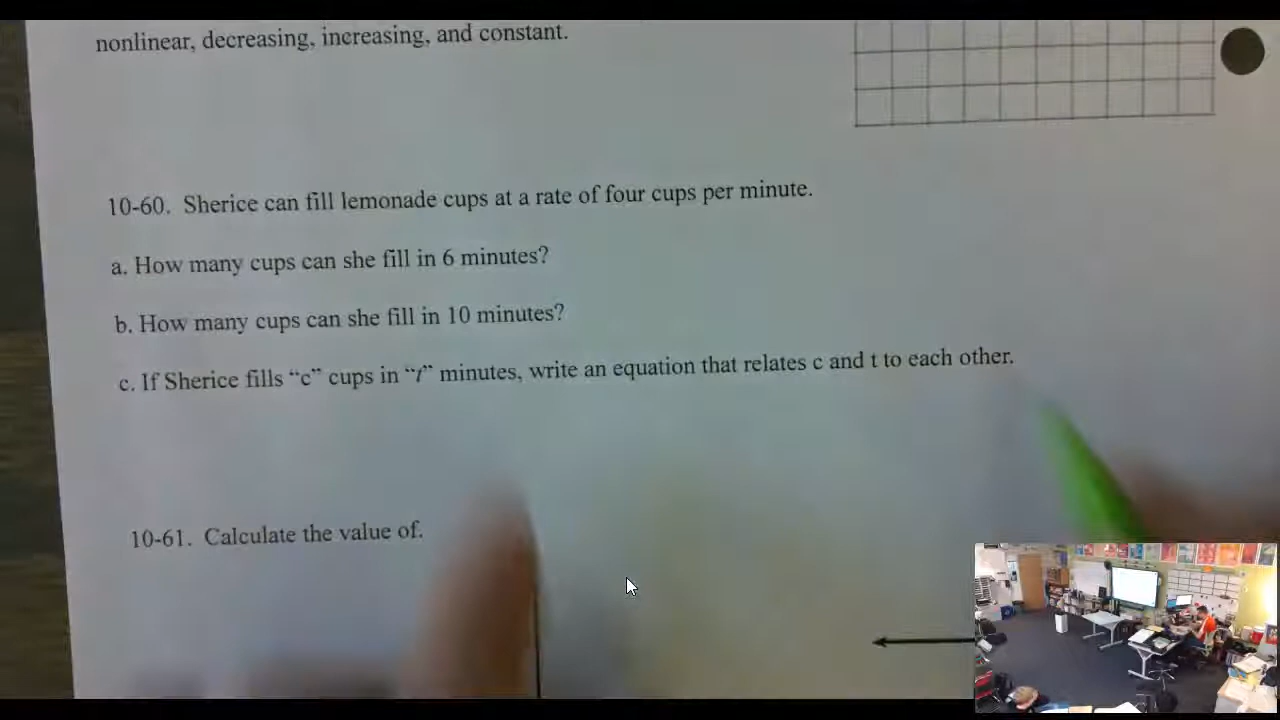 nonlinear, decreasing, increasing, and constant.
10-60. Sherice can fill lemonade cups at a rate of four cups per minute.
a. How many cups can she fill in 6 minutes?
b. How many cups can she fill in 10 minutes?
c. If Sherice fills “c” cups in “t” minutes, write an equation that relates c and t to each other.
10-61. Calculate the value of.